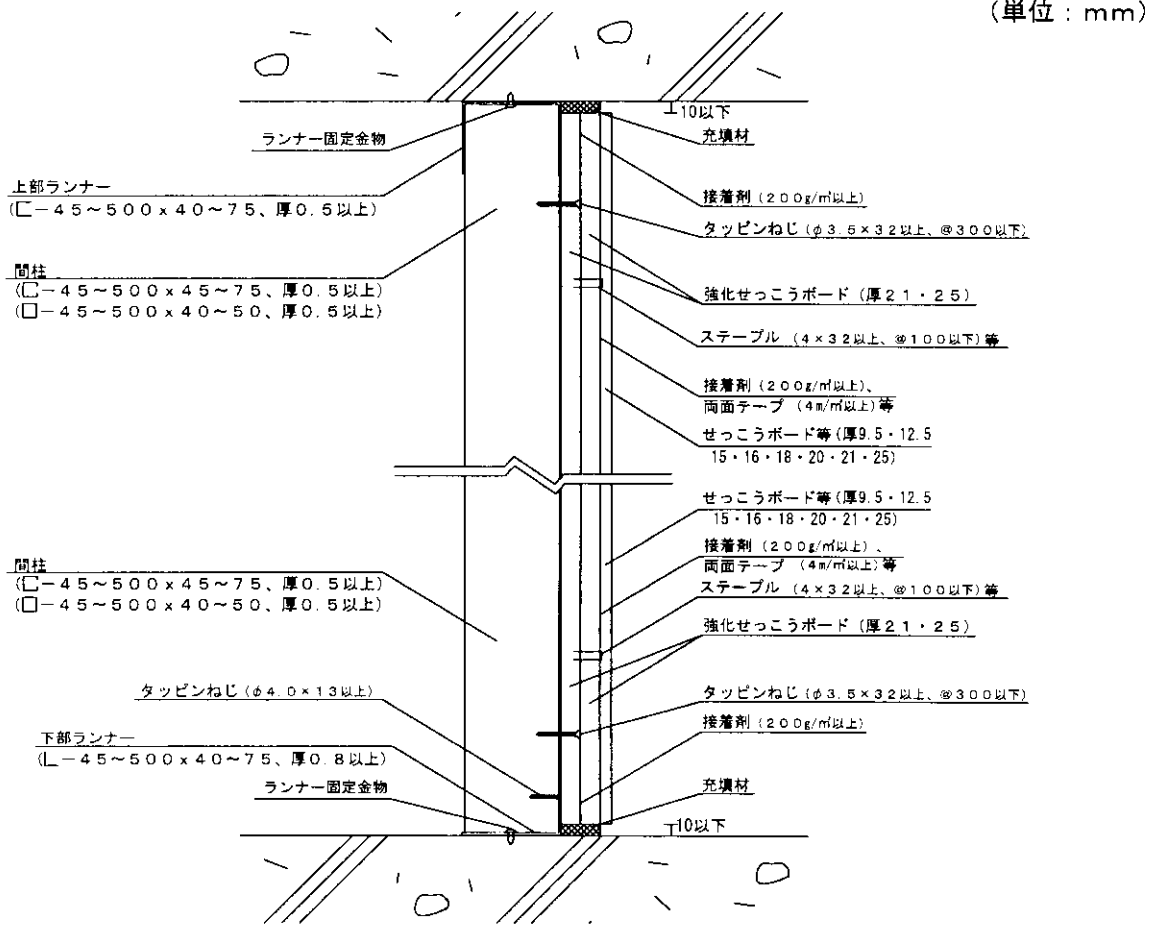 (単位：mm)
ランナー固定金物
上部ランナー
(匚－45～500×40～75、厚0.5以上)
間柱
(匚－45～500×45～75、厚0.5以上)
(口－45～500×40～50、厚0.5以上)
10以下
充填材
接着剤 (200g/㎡以上)
タッピンねじ (φ3.5×32以上、@300以下)
強化せっこうボード (厚21・25)
ステープル (4×32以上、@100以下)等
接着剤 (200g/㎡以上)、
両面テープ (4m/㎡以上)等
せっこうボード等 (厚9.5・12.5
15・16・18・20・21・25)
せっこうボード等 (厚9.5・12.5
15・16・18・20・21・25)
接着剤 (200g/㎡以上) 、
両面テープ (4m/㎡以上)等
ステープル (4×32以上、@100以下)等
強化せっこうボード (厚21・25)
タッピンねじ (φ3.5×32以上、@300以下)
接着剤 (200g/㎡以上)
充填材
10以下
間柱
(匚－45～500×45～75、厚0.5以上)
(口－45～500×40～50、厚0.5以上)
タッピンねじ (φ4.0×13以上)
下部ランナー
(L－45～500×40～75、厚0.8以上)
ランナー固定金物